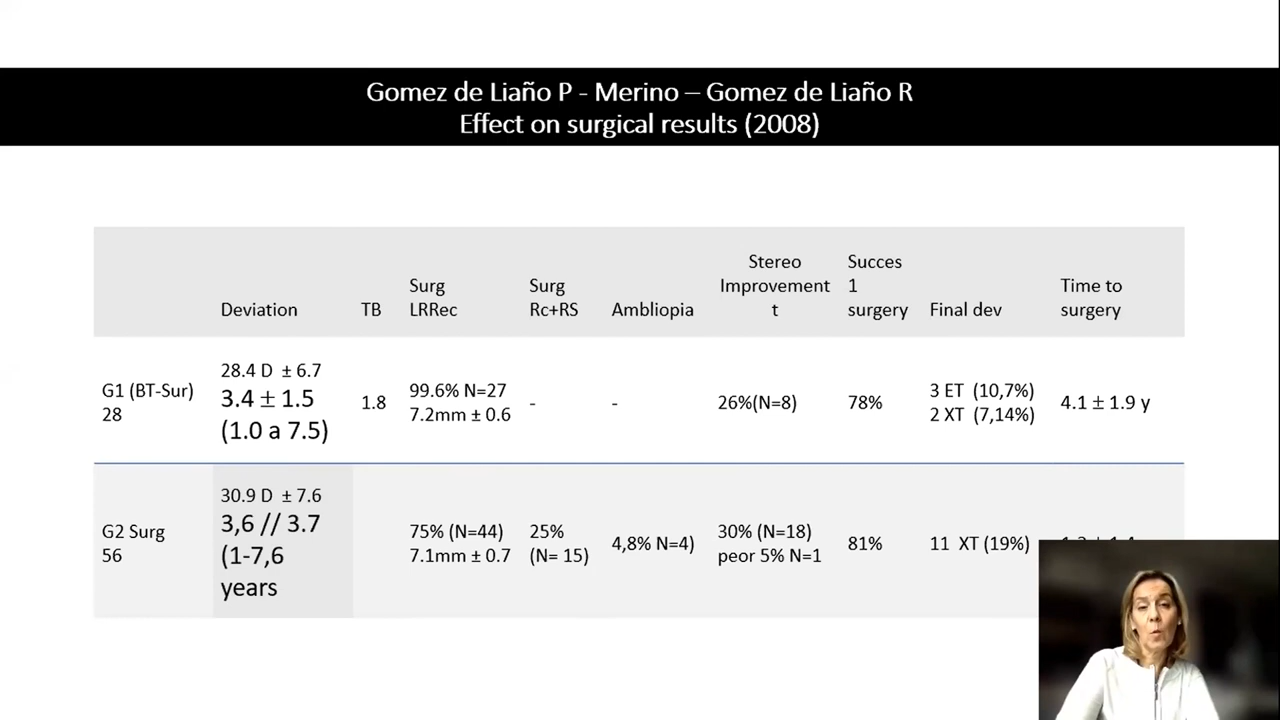 Gomez de Liaño P - Merino – Gomez de Liaño R
Effect on surgical results (2008)
Deviation
TB
Surg
LRRec
Surg
Rc+RS
Ambliopia
Stereo
Improvement
t
Succes
1
surgery
Final dev
Time to
surgery
G1 (BT-Sur)
28
28.4 D ± 6.7
3.4 ± 1.5
(1.0 a 7.5)
1.8
99.6% N=27
7.2mm ± 0.6
-
-
26%(N=8)
78%
3 ET (10,7%)
2 XT (7,14%)
4.1 ± 1.9 y
G2 Surg
56
30.9 D ± 7.6
3,6 // 3.7
(1-7,6
years
75% (N=44)
7.1mm ± 0.7
25%
(N= 15)
4,8% N=4)
30% (N=18)
peor 5% N=1
81%
11 XT (19%)